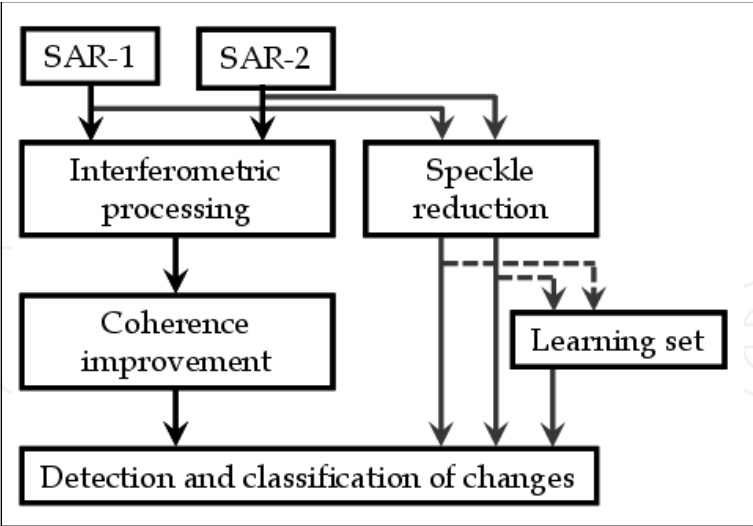 SAR-1
SAR-2
Interferometric
processing
Speckle
reduction
Coherence
improvement
Learning set
Detection and classification of changes